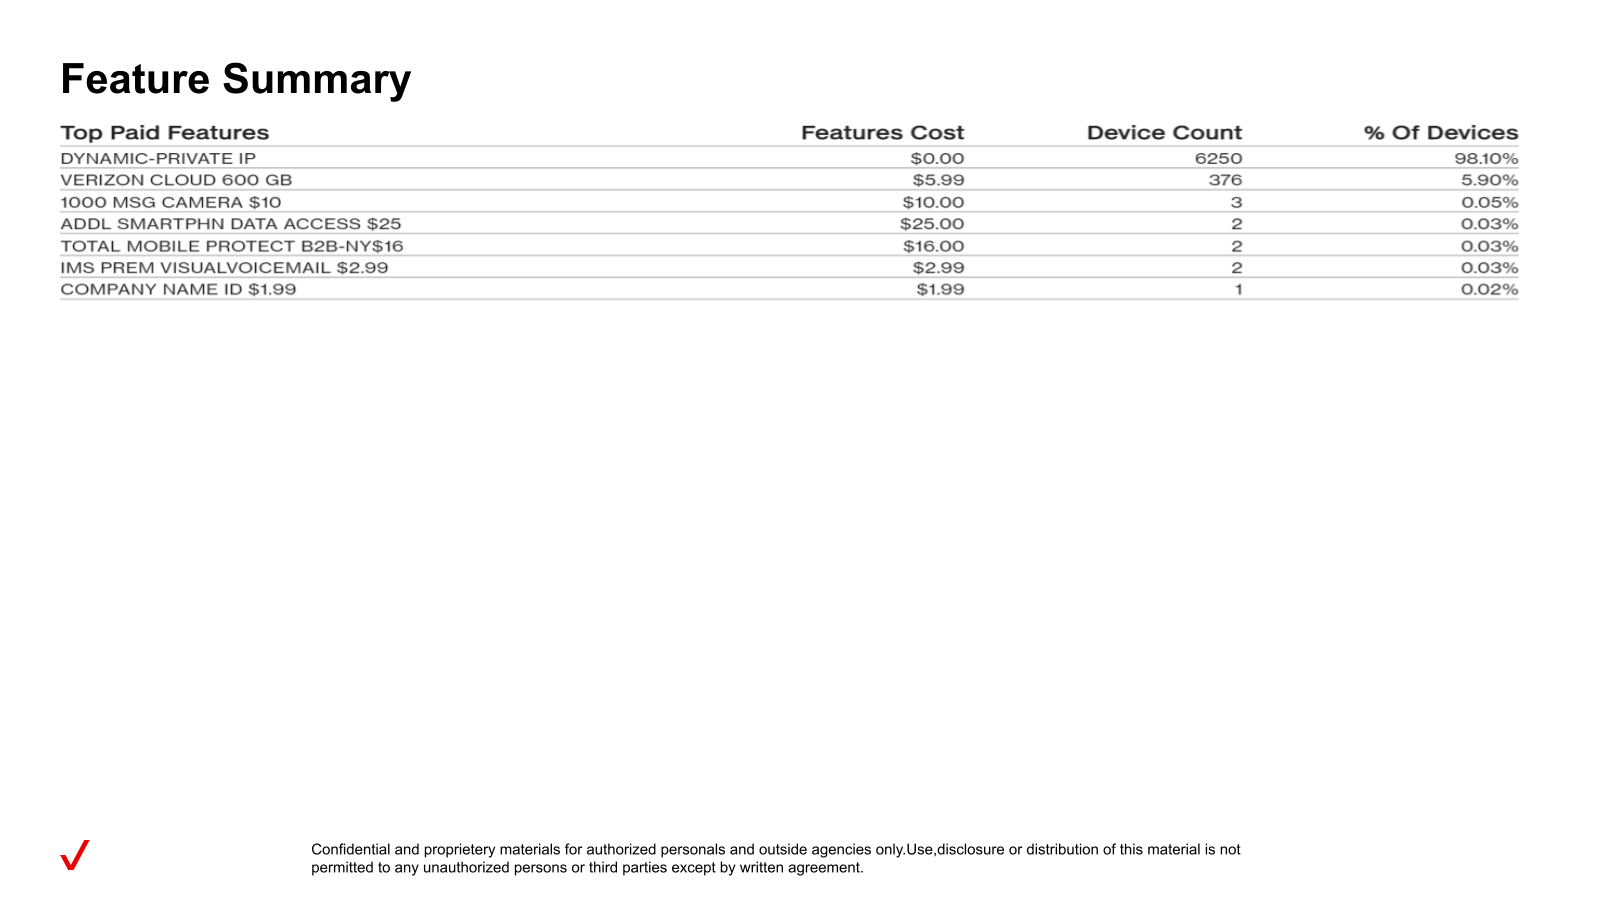 Feature Summary
Top Paid Features Features Cost Device Count % Of Devices
DYNAMIC-PRIVATE IP $0.00 6250 98.10%
VERIZON CLOUD 600 GB $5.99 376 5.90%
1000 MSG CAMERA $10 $10.00 3 0.05%
ADDL SMARTPHN DATA ACCESS $25 $25.00 2 0.03%
TOTAL MOBILE PROTECT B2B-NY$16 $16.00 2 0.03%
IMS PREM VISUALVOICEMAIL $2.99 $2.99 2 0.03%
COMPANY NAME ID $1.99 $1.99 1 0.02%
Confidential and proprietery materials for authorized personals and outside agencies only.Use,disclosure or distribution of this material is not
permitted to any unauthorized persons or third parties except by written agreement.